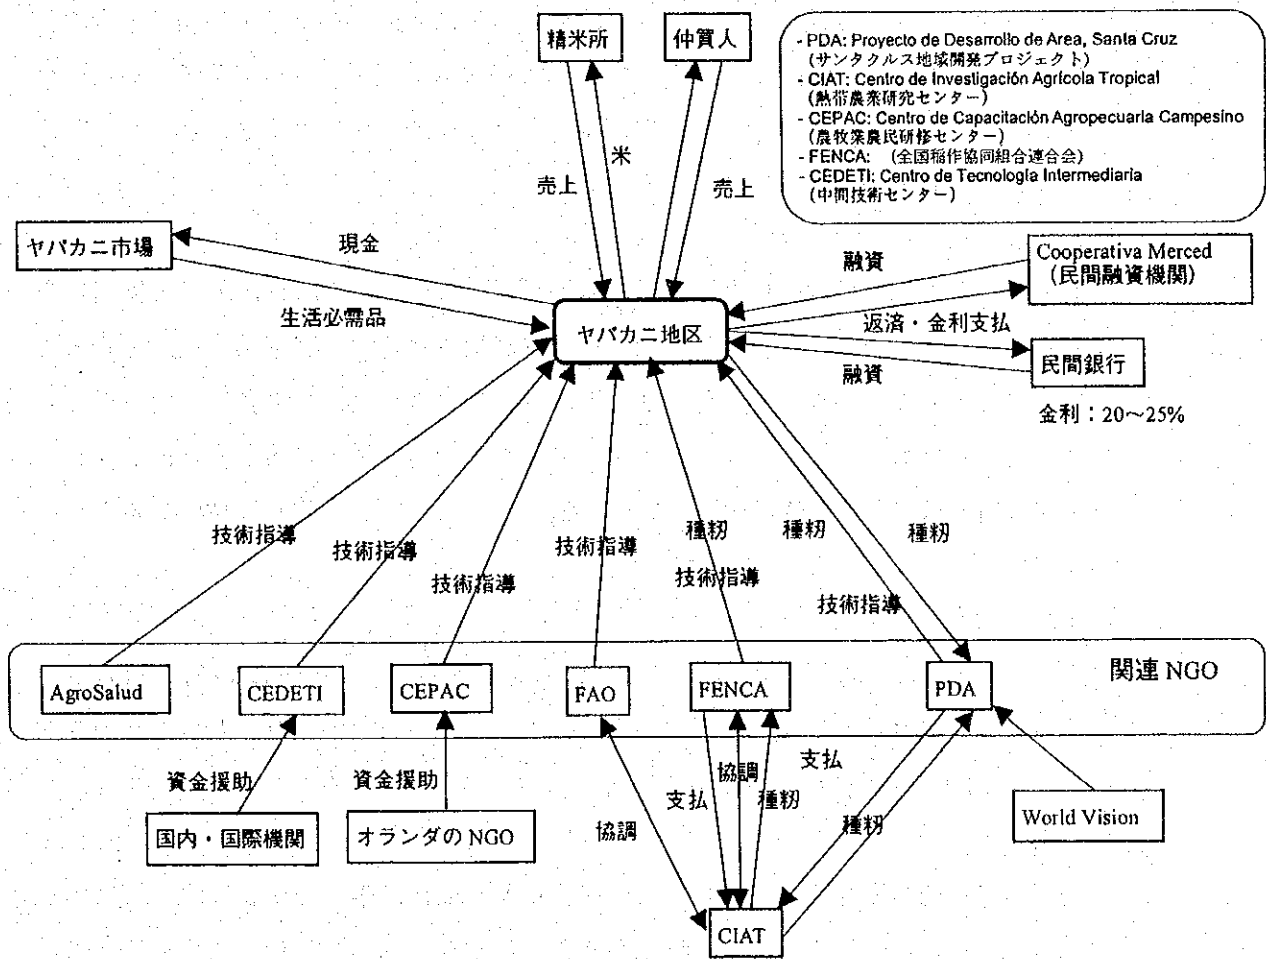 精米所
仲買人
- PDA: Proyecto de Desarrollo de Area, Santa Cruz
(サンタクルス地域開発プロジェクト)
- CIAT: Centro de Investigación Agrícola Tropical
(熱帯農業研究センター)
- CEPAC: Centro de Capacitación Agropecuaria Campesino
(農牧業農民研修センター)
- FENCA: (全国稲作協同組合連合会)
- CEDETI: Centro de Tecnología Intermediaria
(中間技術センター)
米
売上
売上
ヤパカニ市場
現金
生活必需品
ヤパカニ地区
融資
Cooperativa Merced
(民間融資機関)
返済・金利支払
融資
民間銀行
金利:20～25%
技術指導
技術指導
技術指導
技術指導
種籾
技術指導
種籾
技術指導
種籾
関連 NGO
AgroSalud
CEDETI
CEPAC
FAO
FENCA
PDA
資金援助
資金援助
国内・国際機関
オランダの NGO
協調
支払
協調
種籾
支払
種籾
World Vision
CIAT